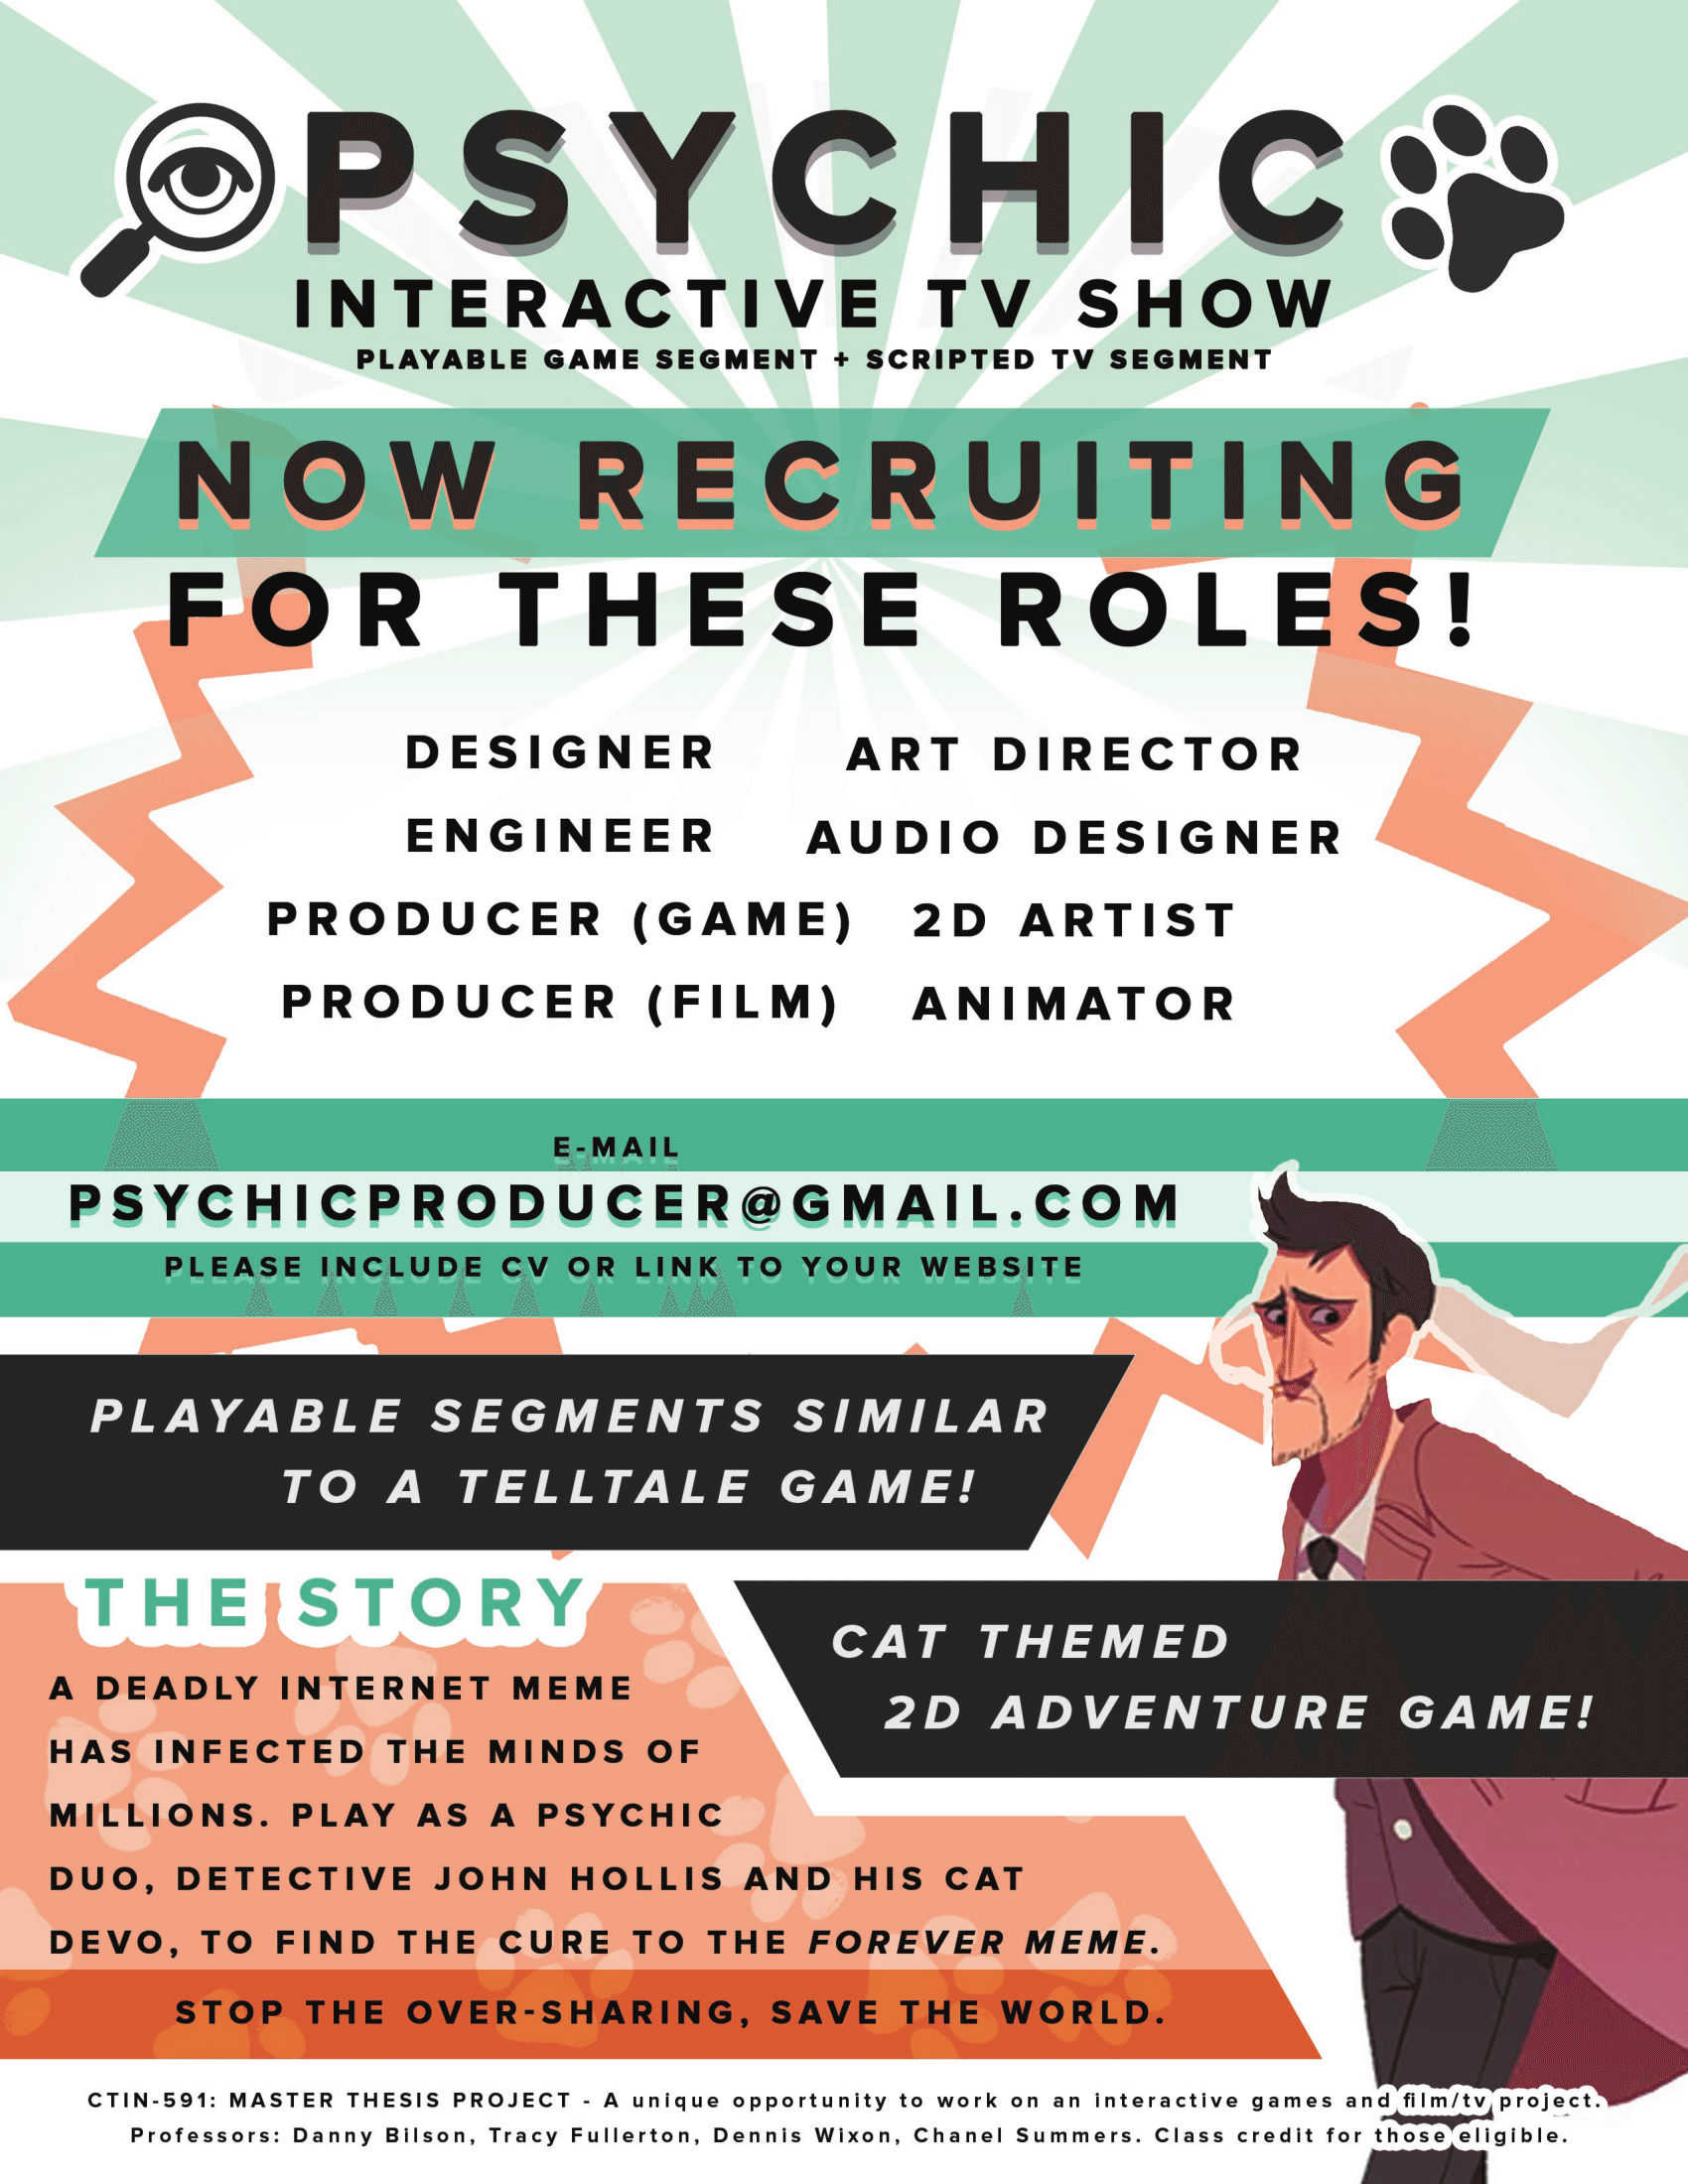 PSYCHIC
INTERACTIVE TV SHOW
PLAYABLE GAME SEGMENT + SCRIPTED TV SEGMENT
NOW RECRUITING
FOR THESE ROLES!
DESIGNER
ENGINEER
PRODUCER (GAME)
PRODUCER (FILM)
ART DIRECTOR
AUDIO DESIGNER
2D ARTIST
ANIMATOR
E-MAIL
PSYCHICPRODUCER@GMAIL.COM
PLEASE INCLUDE CV OR LINK TO YOUR WEBSITE
PLAYABLE SEGMENTS SIMILAR
TO A TELLTALE GAME!
CAT THEMED
2D ADVENTURE GAME!
THE STORY
A DEADLY INTERNET MEME
HAS INFECTED THE MINDS OF
MILLIONS. PLAY AS A PSYCHIC
DUO, DETECTIVE JOHN HOLLIS AND HIS CAT
DEVO, TO FIND THE CURE TO THE FOREVER MEME.
STOP THE OVER-SHARING, SAVE THE WORLD.
CTIN-591: MASTER THESIS PROJECT - A unique opportunity to work on an interactive games and film/tv project.
Professors: Danny Bilson, Tracy Fullerton, Dennis Wixon, Chanel Summers. Class credit for those eligible.